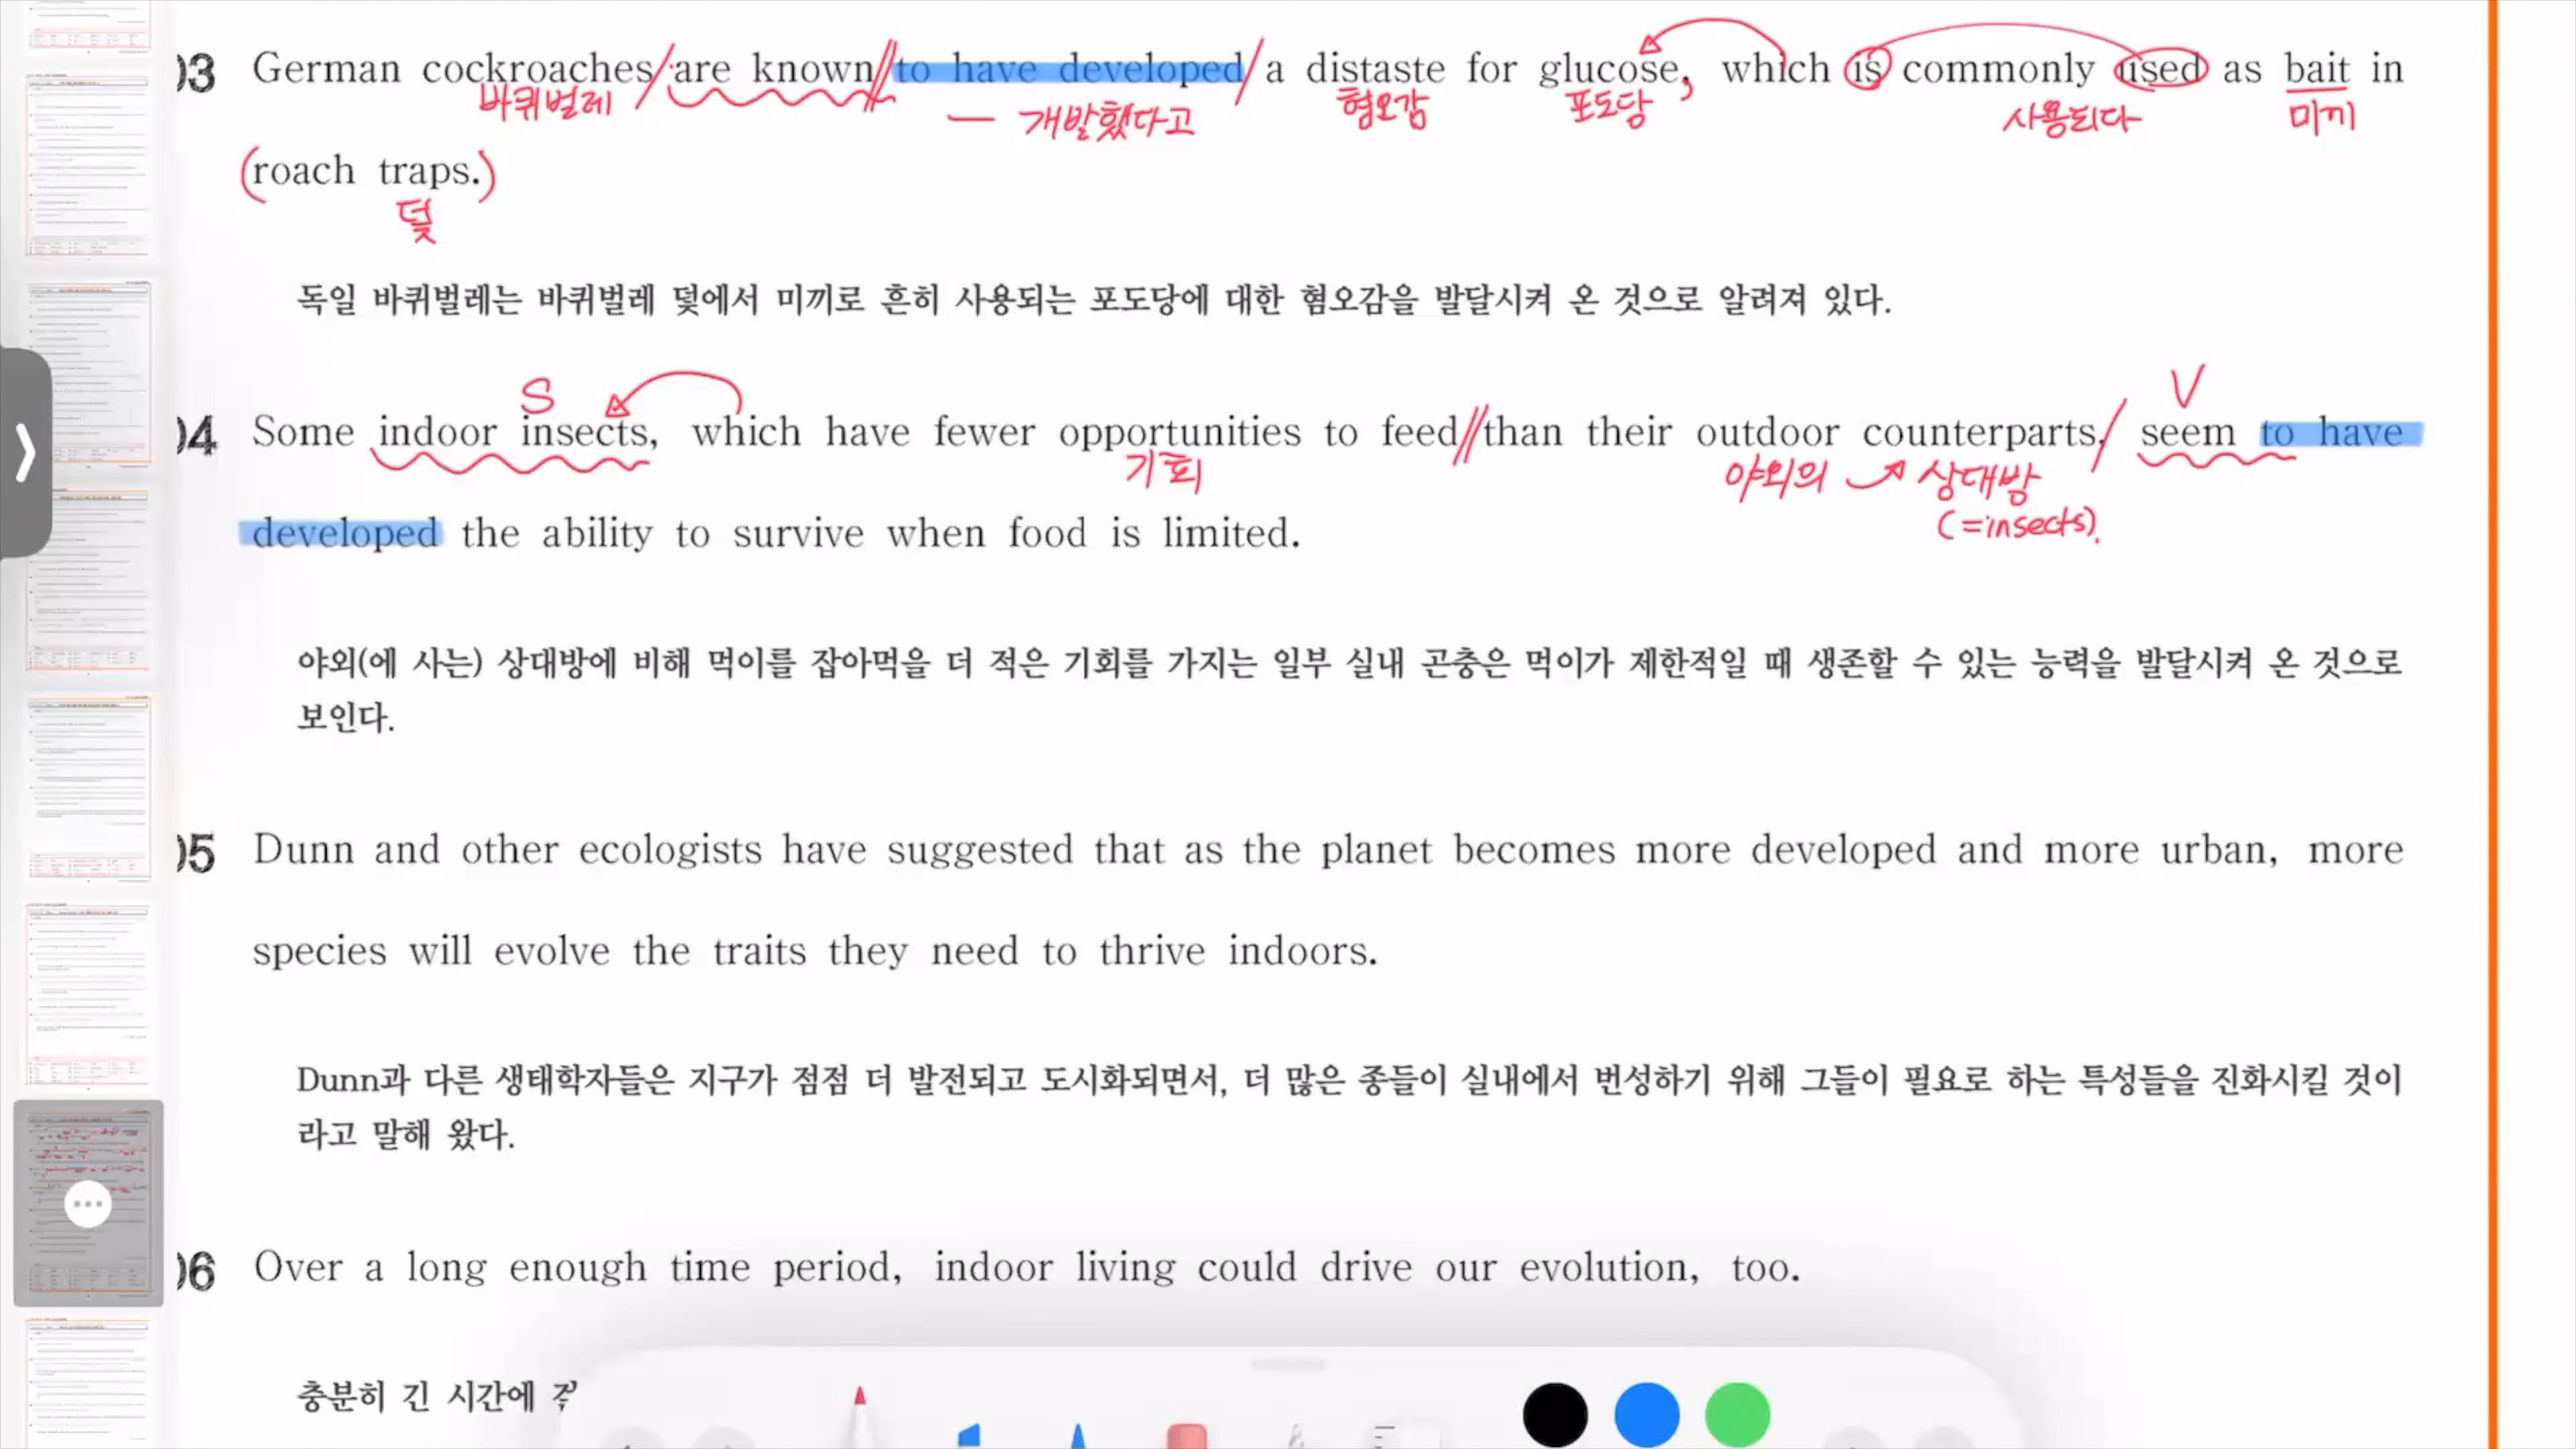 03 German cockroaches/are known//to have developed/ a distaste for glucose, which is commonly used as bait in
바퀴벌레 — 개발했다고 혐오감 포도당 사용되다 미끼
(roach traps.)
덫
독일 바퀴벌레는 바퀴벌레 덫에서 미끼로 흔히 사용되는 포도당에 대한 혐오감을 발달시켜 온 것으로 알려져 있다.
S V
04 Some indoor insects, which have fewer opportunities to feed//than their outdoor counterparts,/ seem to have
기회 야외의 상대방
(=insects).
developed the ability to survive when food is limited.
야외(에 사는) 상대방에 비해 먹이를 잡아먹을 더 적은 기회를 가지는 일부 실내 곤충은 먹이가 제한적일 때 생존할 수 있는 능력을 발달시켜 온 것으로
보인다.
05 Dunn and other ecologists have suggested that as the planet becomes more developed and more urban, more
species will evolve the traits they need to thrive indoors.
Dunn과 다른 생태학자들은 지구가 점점 더 발전되고 도시화되면서, 더 많은 종들이 실내에서 번성하기 위해 그들이 필요로 하는 특성들을 진화시킬 것이
라고 말해 왔다.
06 Over a long enough time period, indoor living could drive our evolution, too.
충분히 긴 시간에